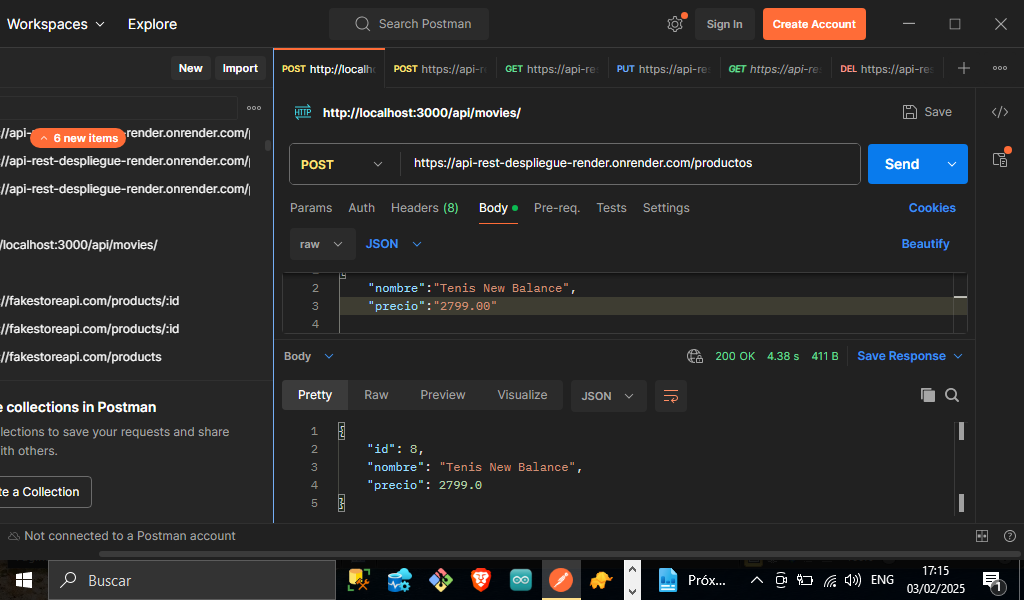 Workspaces Explore Search Postman Sign In Create Account
New Import
POST http://localh POST https://api-r GET https://api-res PUT https://api-res GET https://api-res DEL https://api-res
http://localhost:3000/api/movies/ Save
//api- render.onrender.com/p
6 new items
//api-rest-despliegue-render.onrender.com/p
//api-rest-despliegue-render.onrender.com/p
/localhost:3000/api/movies/
//fakestoreapi.com/products/:id
//fakestoreapi.com/products/:id
//fakestoreapi.com/products
e collections in Postman
lections to save your requests and share
ith others.
te a Collection
POST https://api-rest-despliegue-render.onrender.com/productos Send
Params Auth Headers (8) Body Pre-req. Tests Settings Cookies
raw JSON Beautify
2 "nombre":"Tenis New Balance",
3 "precio":"2799.00"
4
Body 200 OK 4.38 s 411 B Save Response
Pretty Raw Preview Visualize JSON
1 {
2 "id": 8,
3 "nombre": "Tenis New Balance",
4 "precio": 2799.0
5 }
Not connected to a Postman account
Buscar Próx... ENG 17:15
03/02/2025 1